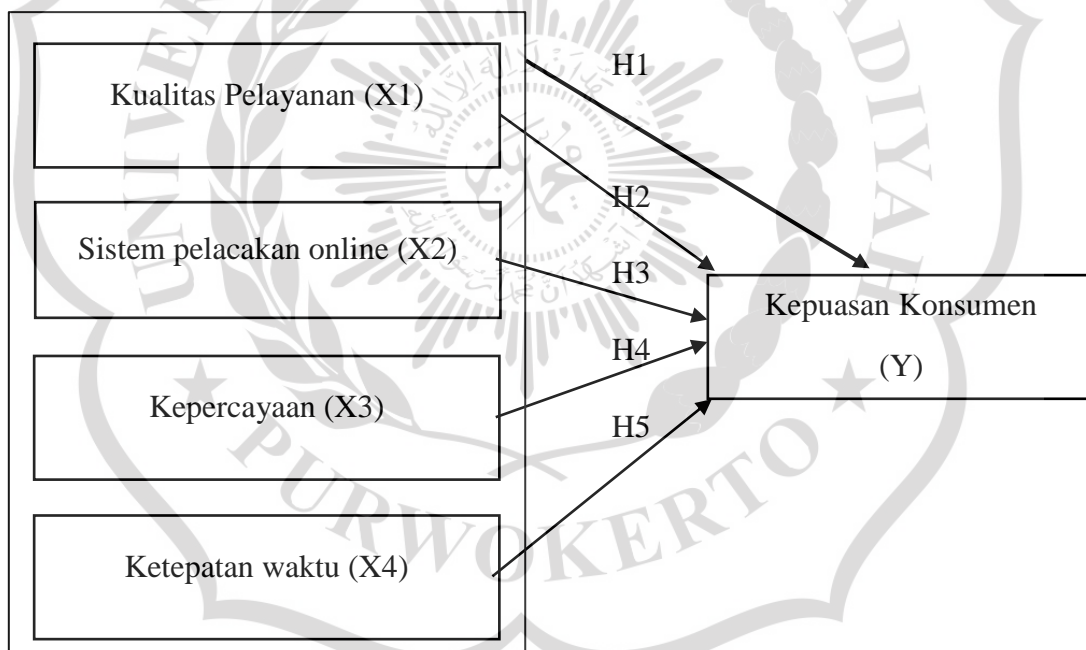 Kualitas Pelayanan (X1)
Sistem pelacakan online (X2)
Kepercayaan (X3)
Ketepatan waktu (X4)
H1
H2
H3
H4
H5
Kepuasan Konsumen
(Y)
PURWOKERTO